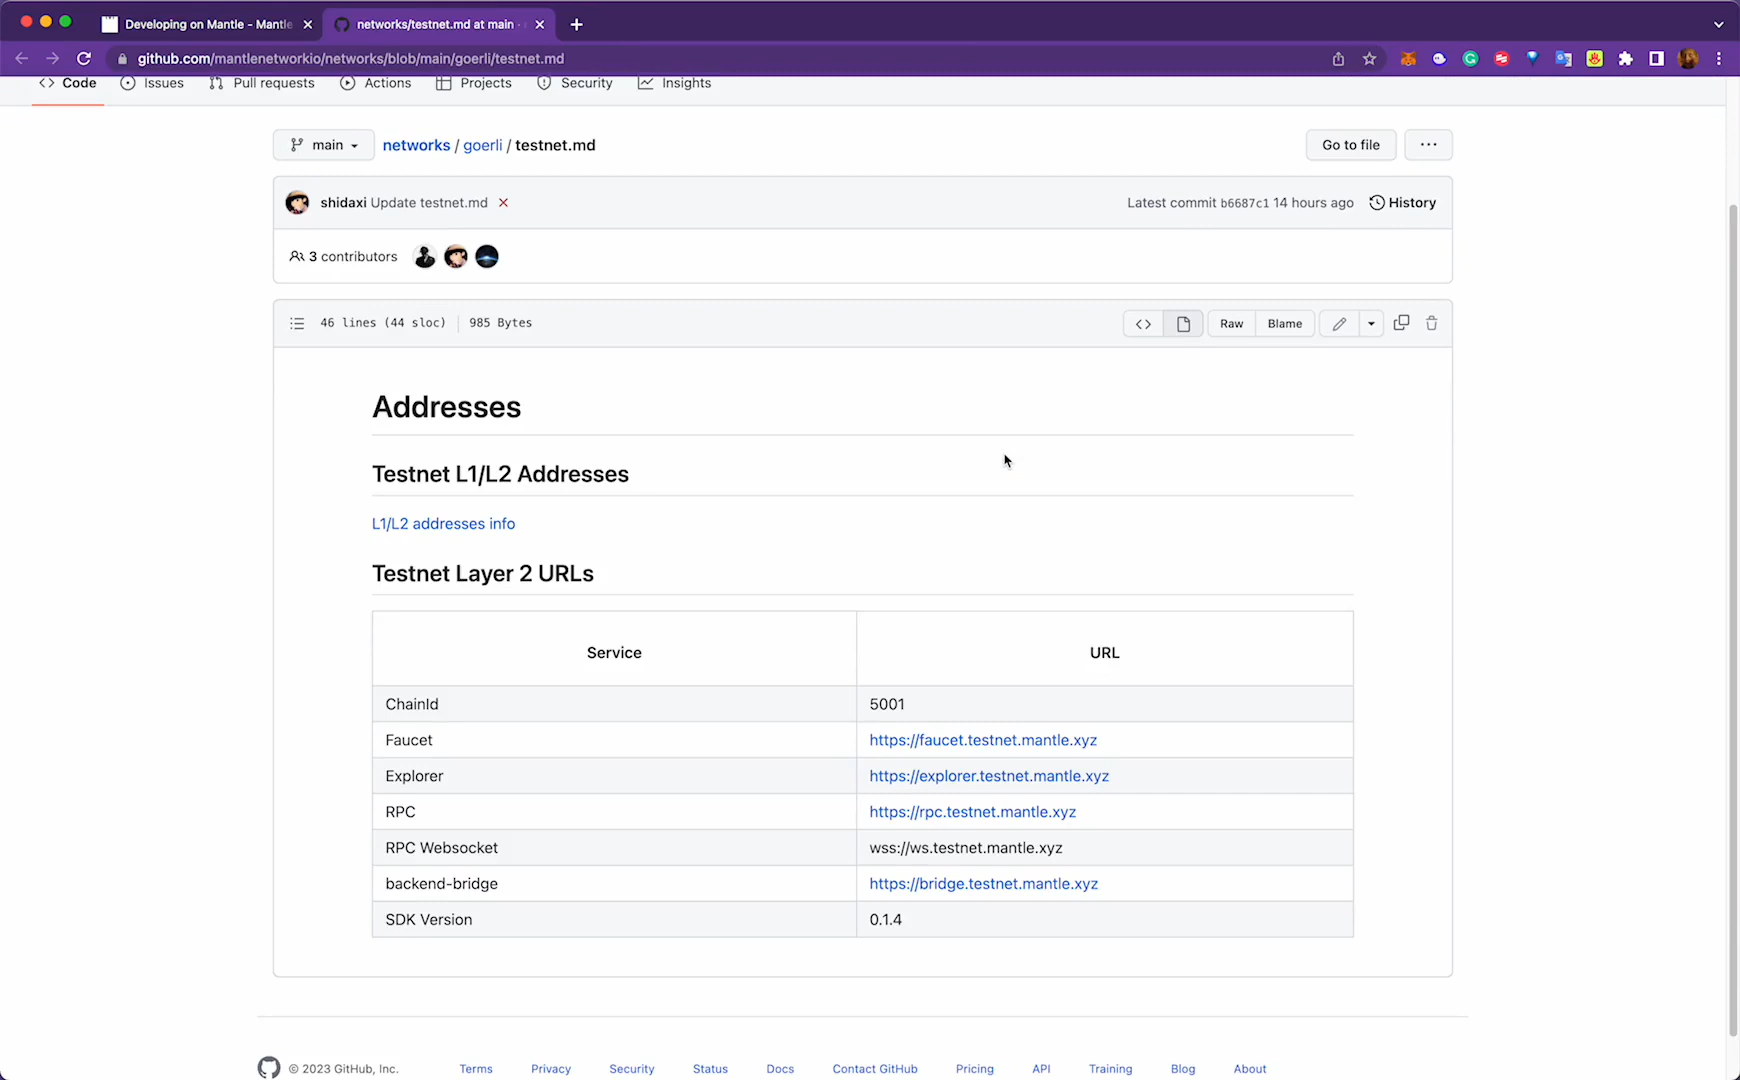 Developing on Mantle - Mantle
networks/testnet.md at main ·
github.com/mantlenetworkio/networks/blob/main/goerli/testnet.md
Code
Issues
Pull requests
Actions
Projects
Security
Insights
main
networks / goerli / testnet.md
Go to file
shidaxi Update testnet.md
Latest commit b6687c1 14 hours ago
History
3 contributors
46 lines (44 sloc)
985 Bytes
Raw
Blame
Addresses
Testnet L1/L2 Addresses
L1/L2 addresses info
Testnet Layer 2 URLs
Service
URL
ChainId
5001
Faucet
https://faucet.testnet.mantle.xyz
Explorer
https://explorer.testnet.mantle.xyz
RPC
https://rpc.testnet.mantle.xyz
RPC Websocket
wss://ws.testnet.mantle.xyz
backend-bridge
https://bridge.testnet.mantle.xyz
SDK Version
0.1.4
© 2023 GitHub, Inc.
Terms
Privacy
Security
Status
Docs
Contact GitHub
Pricing
API
Training
Blog
About